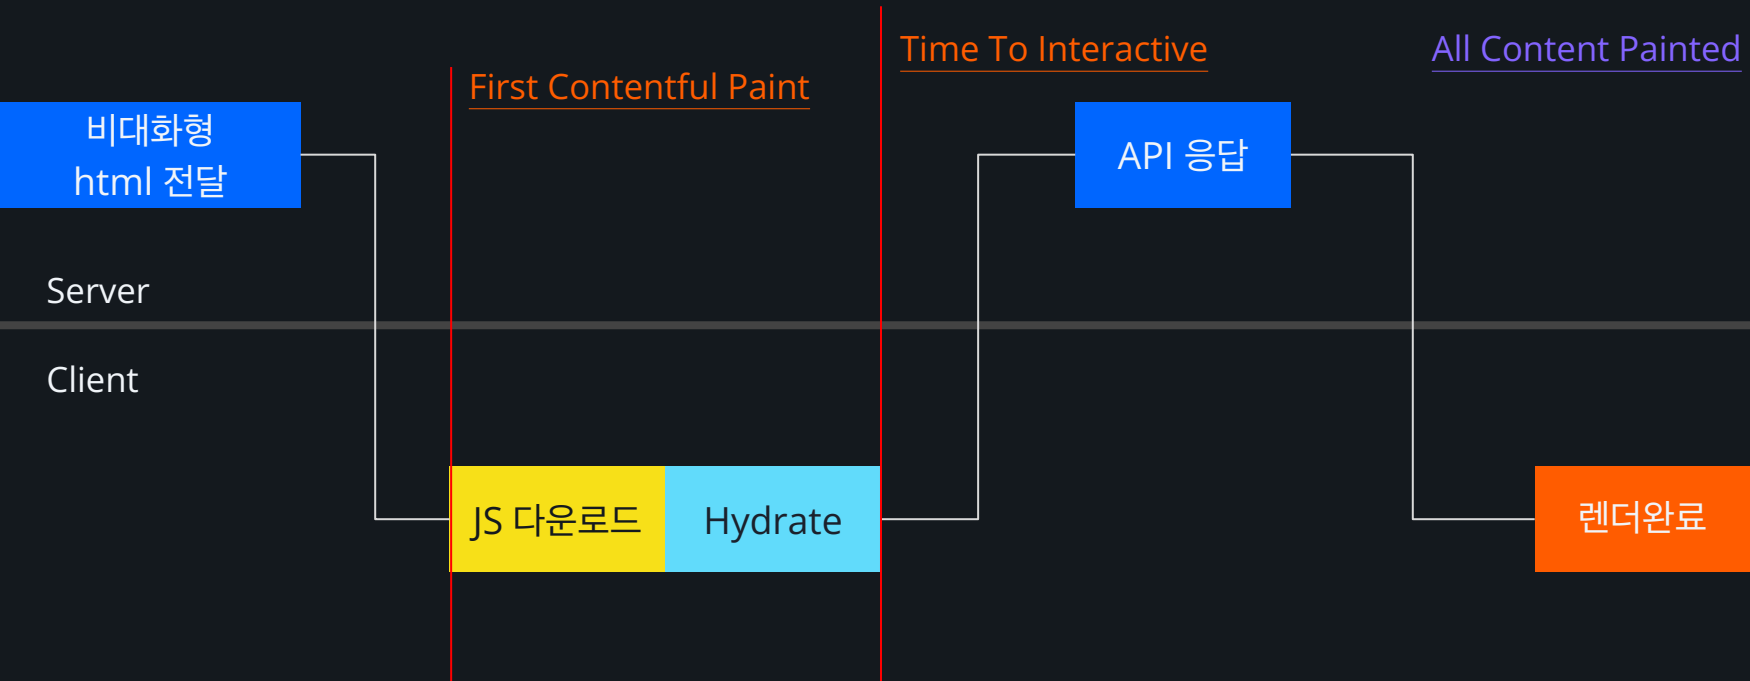 Time To Interactive
All Content Painted
First Contentful Paint
비대화형
html 전달
API 응답
Server
Client
JS 다운로드
Hydrate
렌더완료